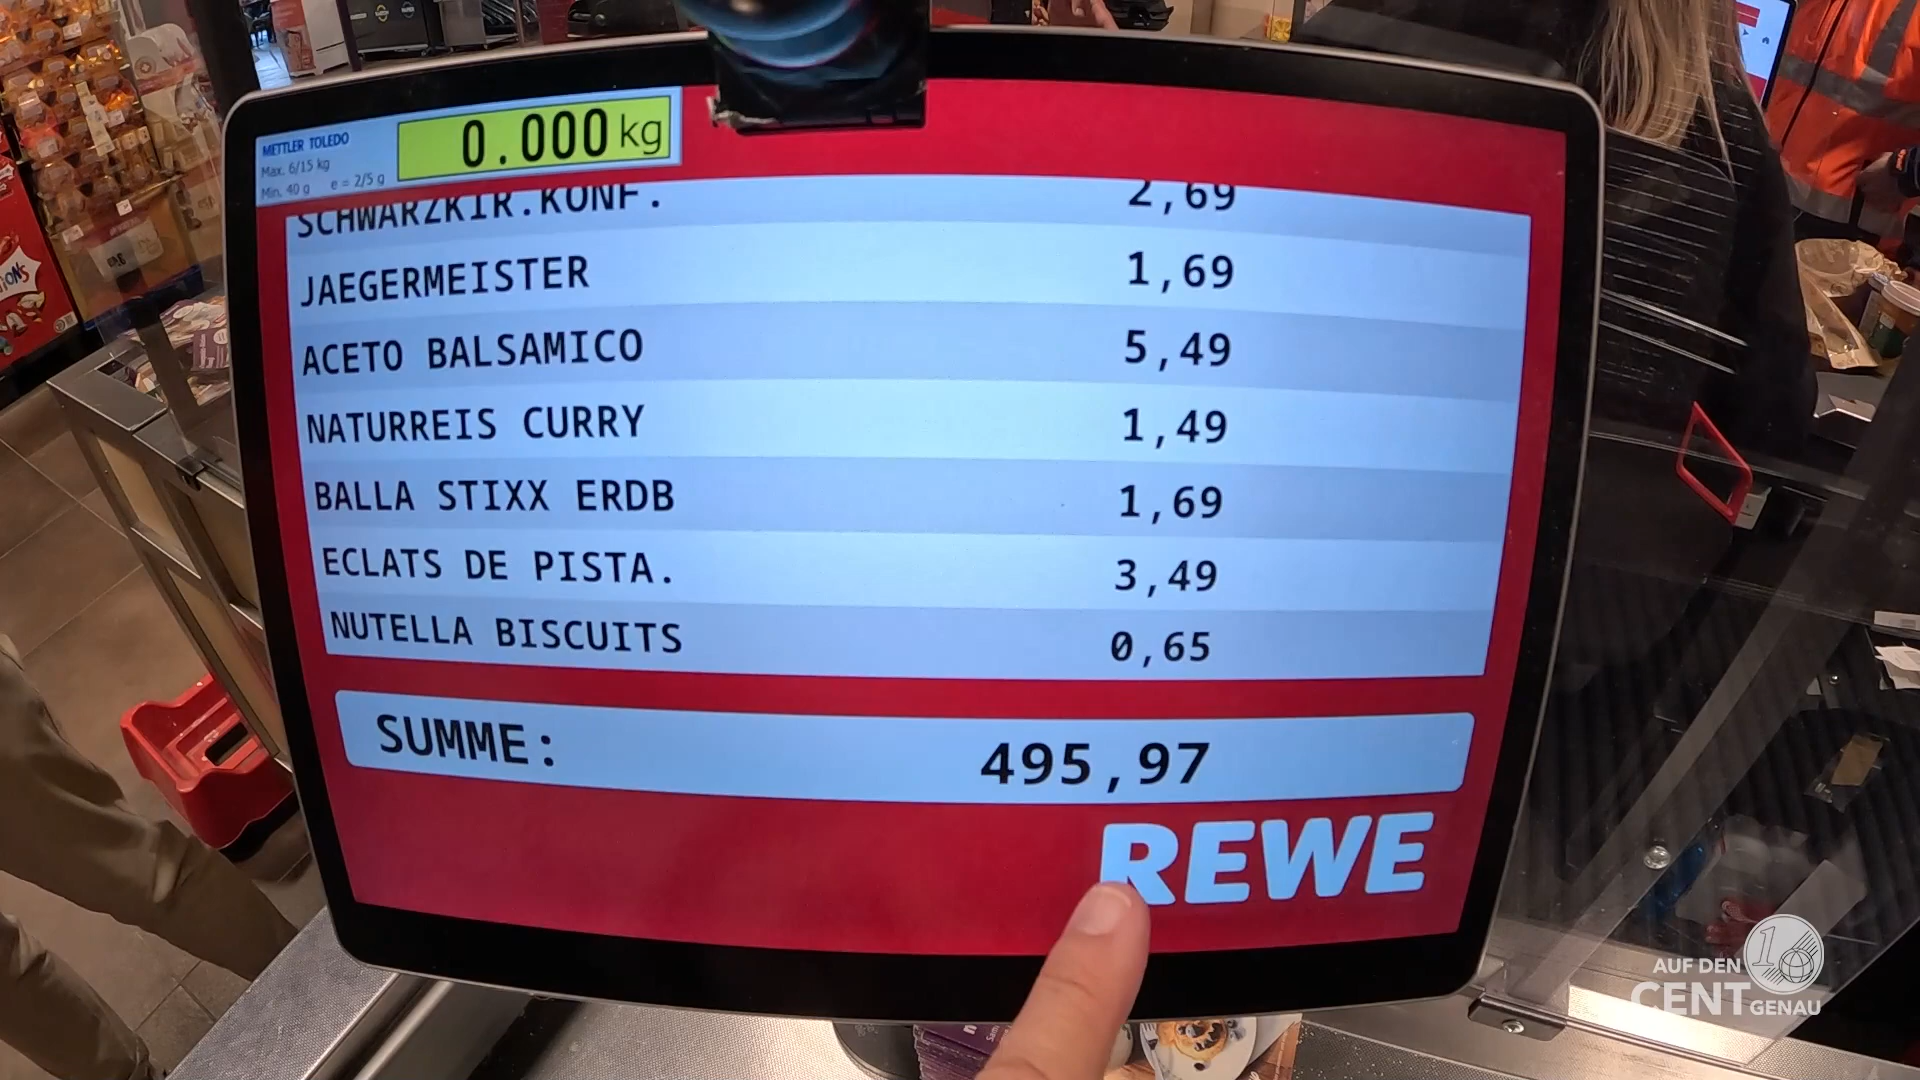 METTLER TOLEDO
Max. 6/15 kg
Min. 40 g e = 2/5 g
0.000 kg
SCHWARZKIR.KONF. 2,69
JAEGERMEISTER 1,69
ACETO BALSAMICO 5,49
NATURREIS CURRY 1,49
BALLA STIXX ERDB 1,69
ECLATS DE PISTA. 3,49
NUTELLA BISCUITS 0,65
SUMME: 495,97
REWE
AUF DEN
CENT GENAU